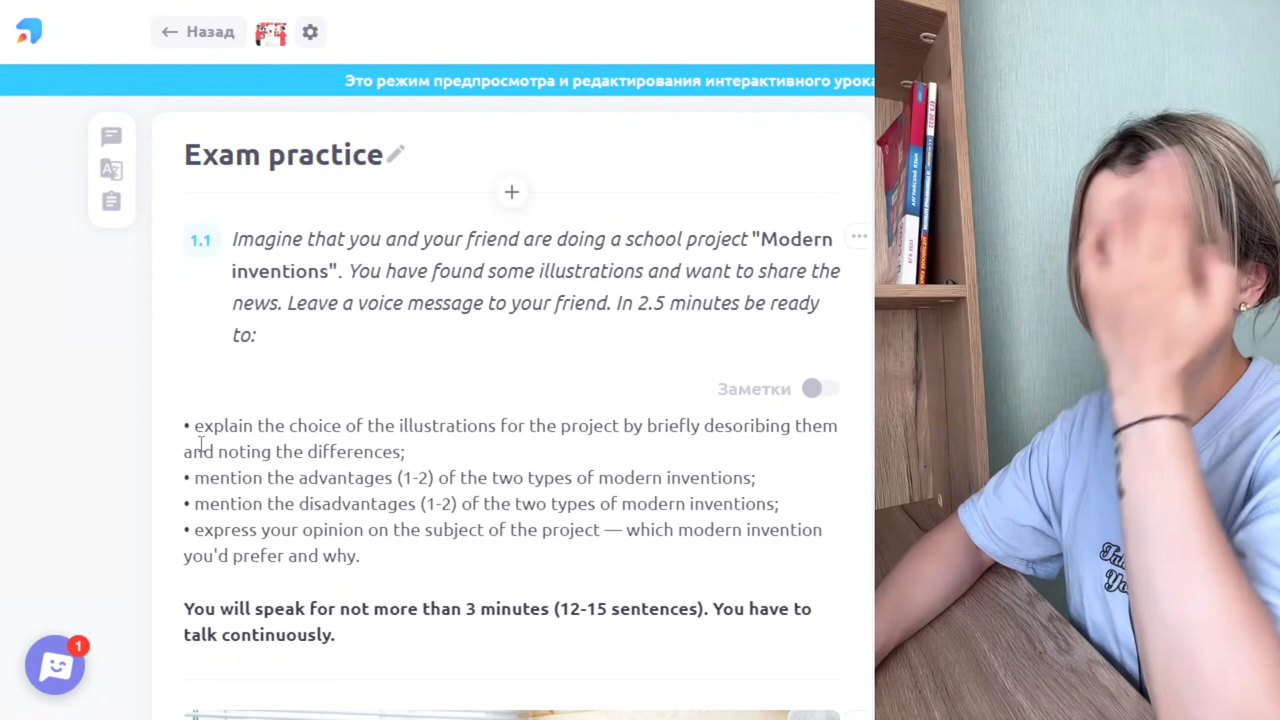 Назад
Это режим предпросмотра и редактирования интерактивного урока
Exam practice
1.1
Imagine that you and your friend are doing a school project "Modern
inventions". You have found some illustrations and want to share the
news. Leave a voice message to your friend. In 2.5 minutes be ready
to:
Заметки
• explain the choice of the illustrations for the project by briefly desoribing them
and noting the differences;
• mention the advantages (1-2) of the two types of modern inventions;
• mention the disadvantages (1-2) of the two types of modern inventions;
• express your opinion on the subject of the project — which modern invention
you'd prefer and why.
You will speak for not more than 3 minutes (12-15 sentences). You have to
talk continuously.
1